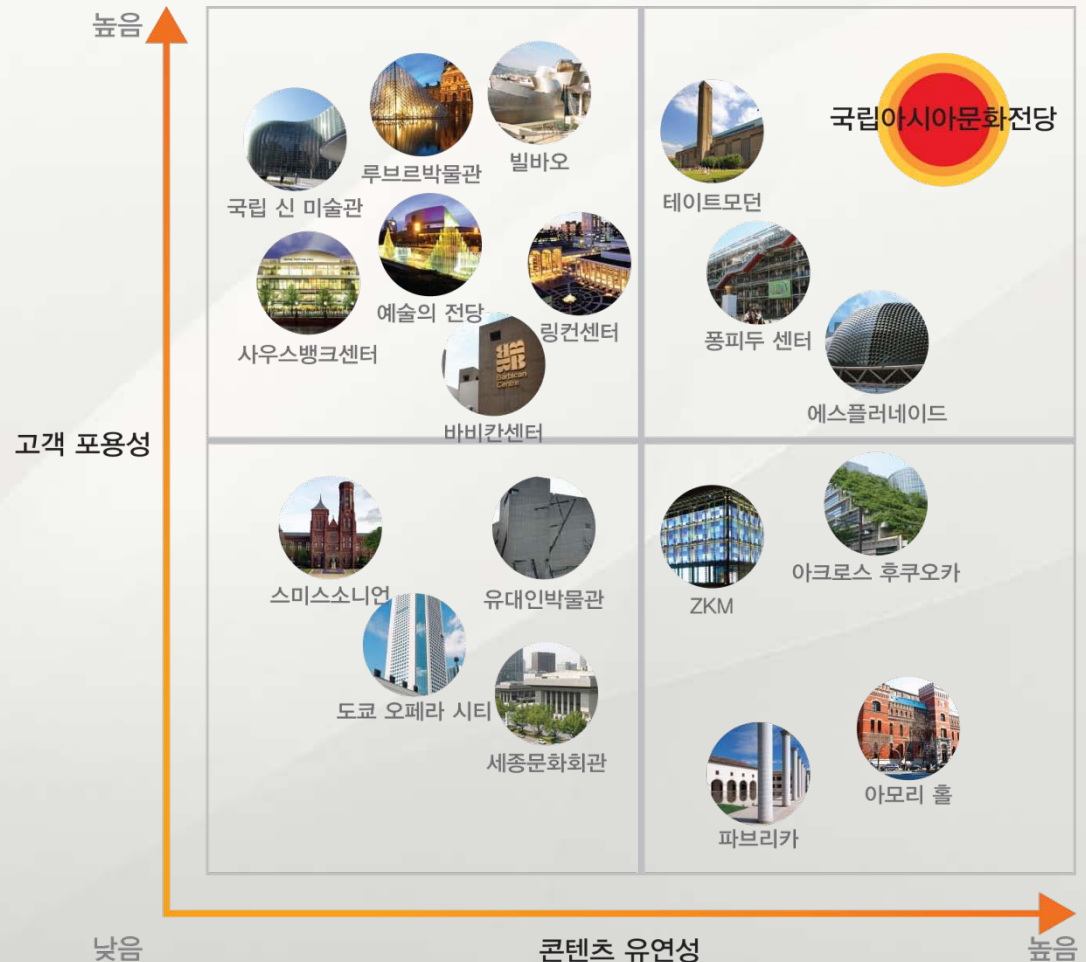 높음
국립 신 미술관
루브르박물관
빌바오
테이트모던
국립아시아문화전당
사우스뱅크센터
예술의 전당
링컨센터
Barbican
Centre
바비칸센터
퐁피두 센터
에스플러네이드
고객 포용성
스미스소니언
유대인박물관
ZKM
아크로스 후쿠오카
도쿄 오페라 시티
세종문화회관
파브리카
아모리 홀
낮음
콘텐츠 유연성
높음